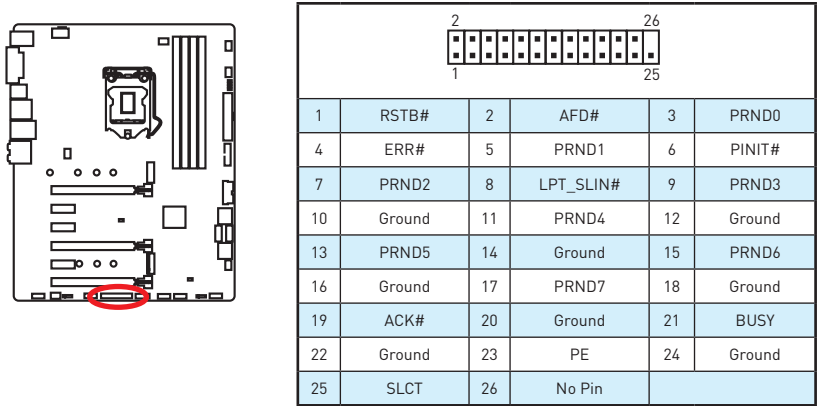 2 26
1 25
1 RSTB# 2 AFD# 3 PRND0
4 ERR# 5 PRND1 6 PINIT#
7 PRND2 8 LPT_SLIN# 9 PRND3
10 Ground 11 PRND4 12 Ground
13 PRND5 14 Ground 15 PRND6
16 Ground 17 PRND7 18 Ground
19 ACK# 20 Ground 21 BUSY
22 Ground 23 PE 24 Ground
25 SLCT 26 No Pin